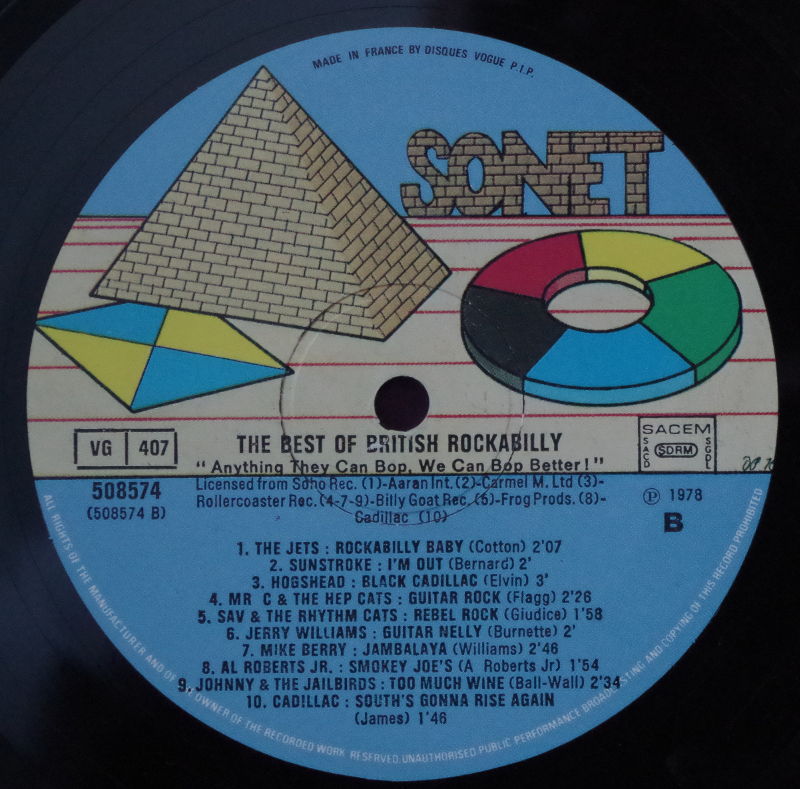 MADE IN FRANCE BY DISQUES VOGUE P.I.P.
SONET
VG 407
THE BEST OF BRITISH ROCKABILLY
"Anything They Can Bop, We Can Bop Better!"
SACEM
SACD SDRM SGDL
508574
(508574 B)
Licensed from Soho Rec. (1)-Aaran Int. (2)-Carmel M. Ltd (3)-
Rollercoaster Rec. (4-7-9)-Billy Goat Rec. (5)-Frog Prods. (8)-
Cadillac (10)
℗ 1978
B
1. THE JETS : ROCKABILLY BABY (Cotton) 2'07
2. SUNSTROKE : I'M OUT (Bernard) 2'
3. HOGSHEAD : BLACK CADILLAC (Elvin) 3'
4. MR C & THE HEP CATS : GUITAR ROCK (Flagg) 2'26
5. SAV & THE RHYTHM CATS : REBEL ROCK (Giudice) 1'58
6. JERRY WILLIAMS : GUITAR NELLY (Burnette) 2'
7. MIKE BERRY : JAMBALAYA (Williams) 2'46
8. AL ROBERTS JR. : SMOKEY JOE'S (A Roberts Jr) 1'54
9. JOHNNY & THE JAILBIRDS : TOO MUCH WINE (Ball-Wall) 2'34
10. CADILLAC : SOUTH'S GONNA RISE AGAIN
(James) 1'46
ALL RIGHTS OF THE MANUFACTURER AND OF THE OWNER OF THE RECORDED WORK RESERVED.UNAUTHORISED PUBLIC PERFORMANCE BROADCASTING AND COPYING OF THIS RECORD PROHIBITED